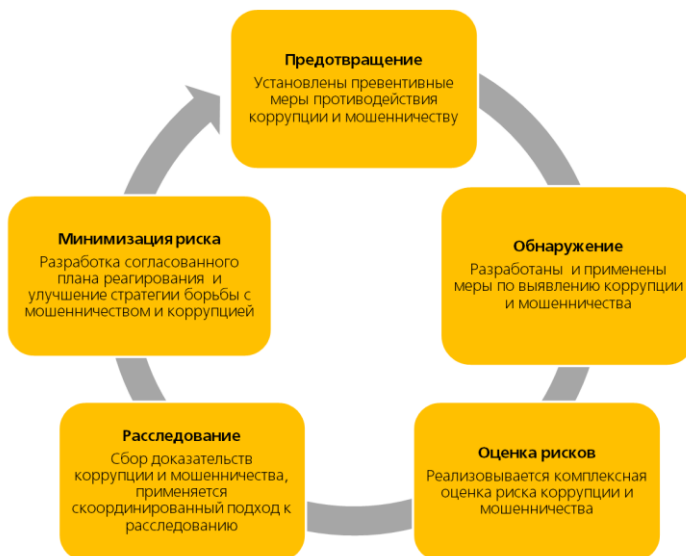 Предотвращение
Установлены превентивные
меры противодействия
коррупции и мошенничеству
Обнаружение
Разработаны и применены
меры по выявлению коррупции
и мошенничества
Оценка рисков
Реализовывается комплексная
оценка риска коррупции и
мошенничества
Расследование
Сбор доказательств
коррупции и мошенничества,
применяется
скоординированный подход к
расследованию
Минимизация риска
Разработка согласованного
плана реагирования и
улучшение стратегии борьбы с
мошенничеством и коррупцией